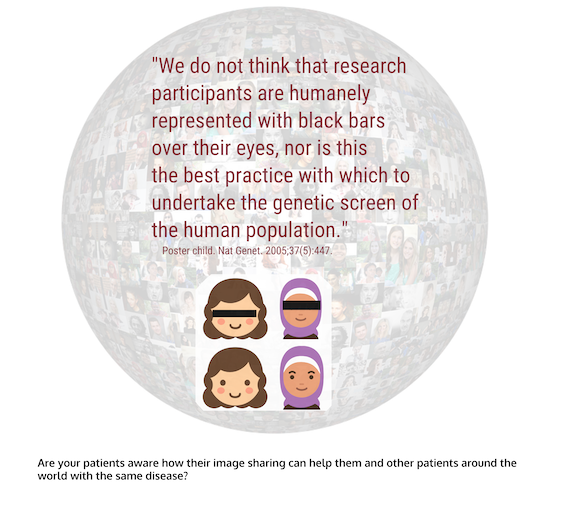 "We do not think that research
participants are humanely
represented with black bars
over their eyes, nor is this
the best practice with which to
undertake the genetic screen of
the human population."
Poster child. Nat Genet. 2005;37(5):447.
Are your patients aware how their image sharing can help them and other patients around the
world with the same disease?